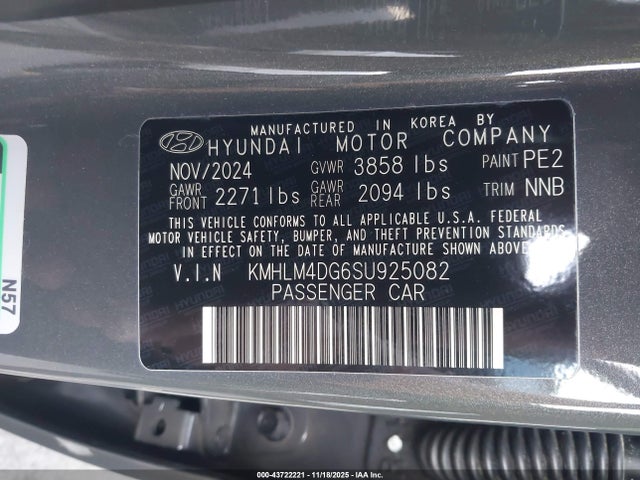 MANUFACTURED IN KOREA BY
HYUNDAI MOTOR COMPANY
NOV/2024 GVWR 3858 lbs PAINT PE2
GAWR FRONT 2271 lbs GAWR REAR 2094 lbs TRIM NNB
THIS VEHICLE CONFORMS TO ALL APPLICABLE U.S.A. FEDERAL
MOTOR VEHICLE SAFETY, BUMPER, AND THEFT PREVENTION STANDARDS
IN EFFECT ON THE DATE OF MANUFACTURE SHOWN ABOVE.
V.I.N KMHLM4DG6SU925082
PASSENGER CAR
N57
000-43722221 - 11/18/2025 - IAA Inc.